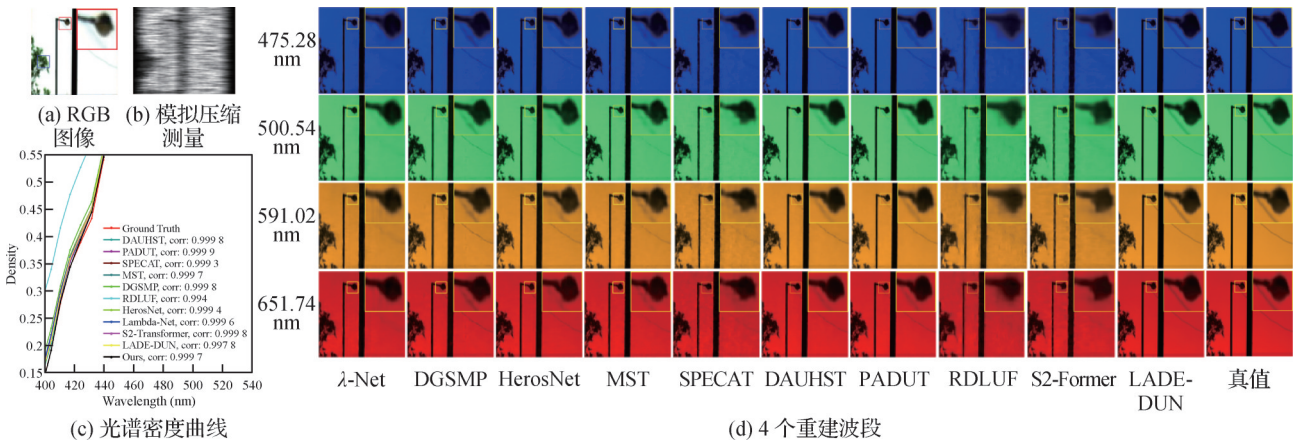 (a) RGB
图像
(b) 模拟压缩
测量
0.55
0.5
0.45
0.4
0.35
0.3
0.25
0.2
0.15
Density
Ground Truth
DAUHST, corr: 0.999 8
PADUT, corr: 0.999 9
SPECAT, corr: 0.999 3
MST, corr: 0.999 7
DGSMP, corr: 0.999 8
RDLUF, corr: 0.994
HerosNet, corr: 0.999 4
Lambda-Net, corr: 0.999 6
S2-Transformer, corr: 0.999 8
LADE-DUN, corr: 0.997 8
Ours, corr: 0.999 7
400 420 440 460 480 500 520 540
Wavelength (nm)
(c) 光谱密度曲线
475.28
nm
500.54
nm
591.02
nm
651.74
nm
λ-Net DGSMP HerosNet MST SPECAT DAUHST PADUT RDLUF S2-Former LADE-
DUN 真值
(d) 4 个重建波段